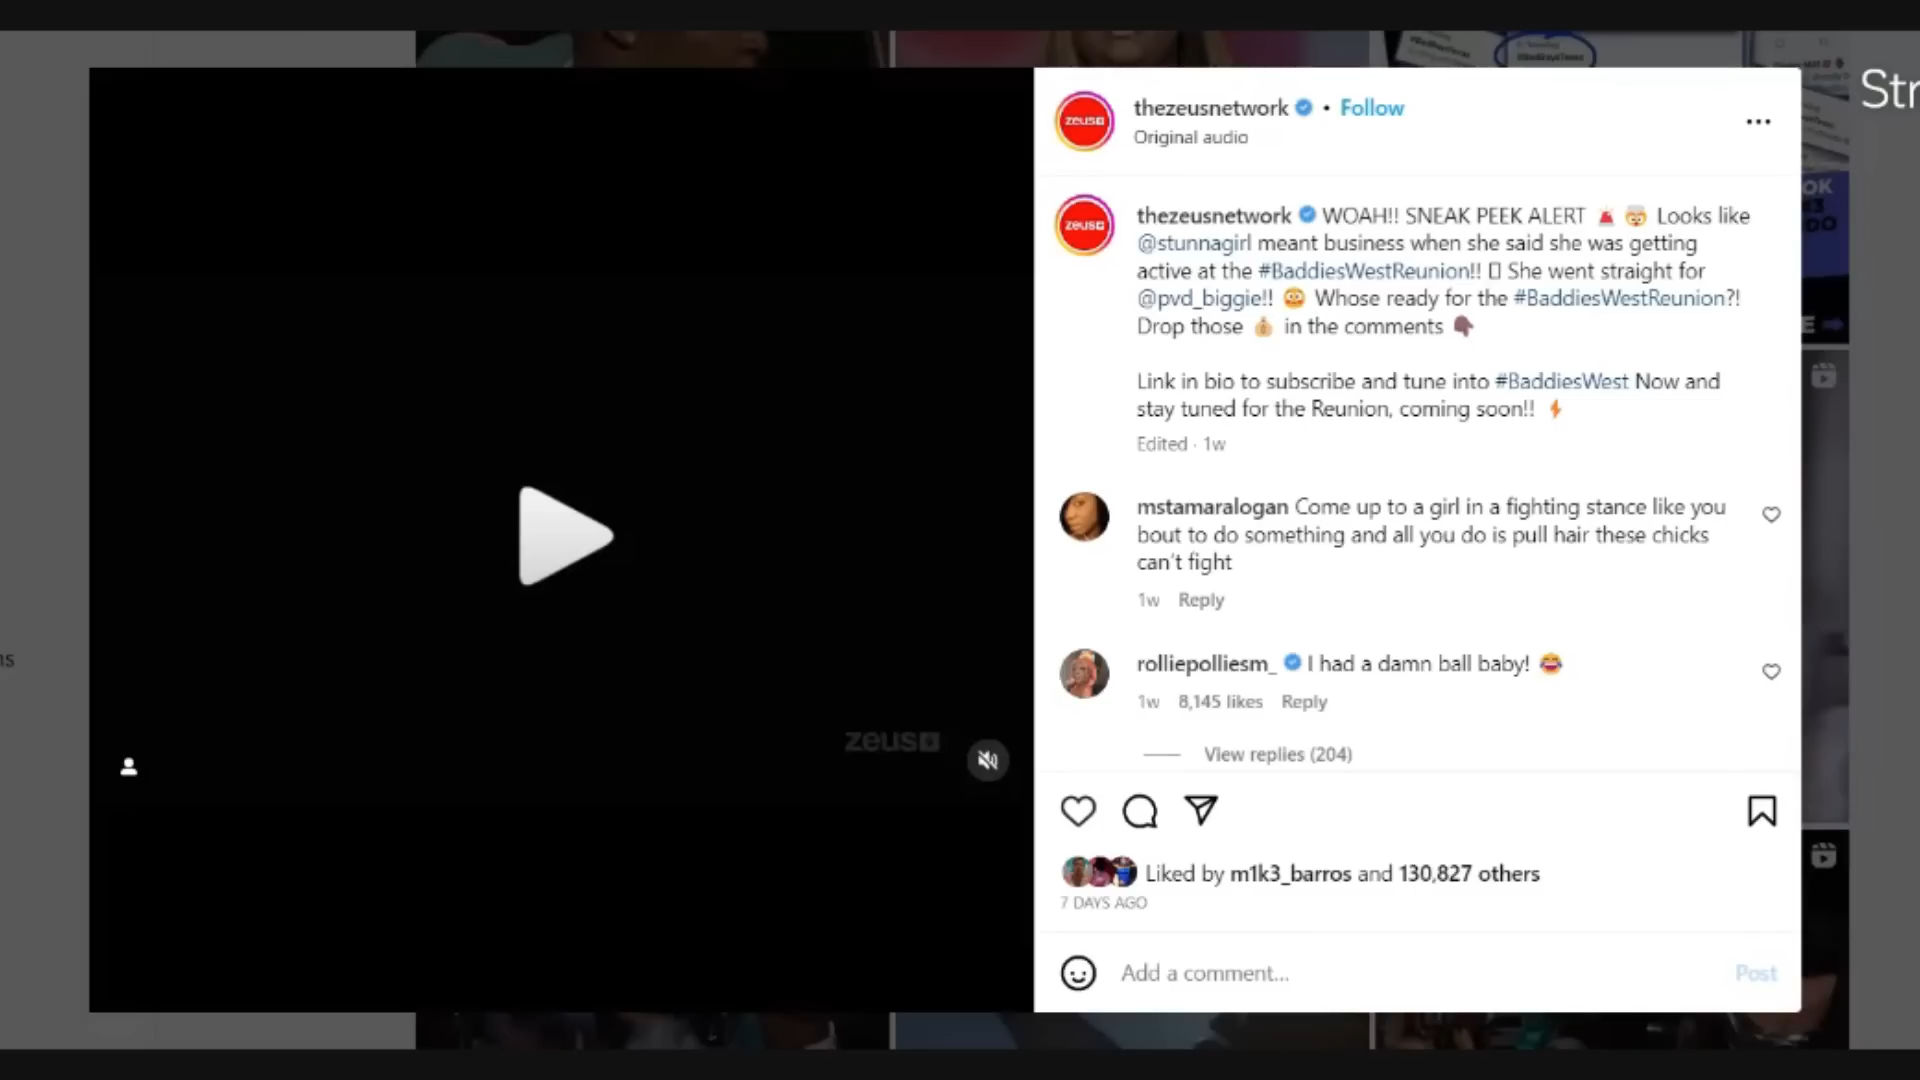 Str
thezeusnetwork • Follow
Original audio
•••
zeus
thezeusnetwork WOAH!! SNEAK PEEK ALERT 🚨 🤯 Looks like
@stunnagirl meant business when she said she was getting
active at the #BaddiesWestReunion!! ▯ She went straight for
@pvd_biggie!! 😳 Whose ready for the #BaddiesWestReunion?!
Drop those 💰 in the comments 👇🏾
Link in bio to subscribe and tune into #BaddiesWest Now and
stay tuned for the Reunion, coming soon!! ⚡
Edited · 1w
zeus
mstamaralogan Come up to a girl in a fighting stance like you
bout to do something and all you do is pull hair these chicks
can't fight
1w Reply
rolliepolliesm_ I had a damn ball baby! 😂
1w 8,145 likes Reply
View replies (204)
zeus
Liked by m1k3_barros and 130,827 others
7 DAYS AGO
Add a comment...
Post
ns